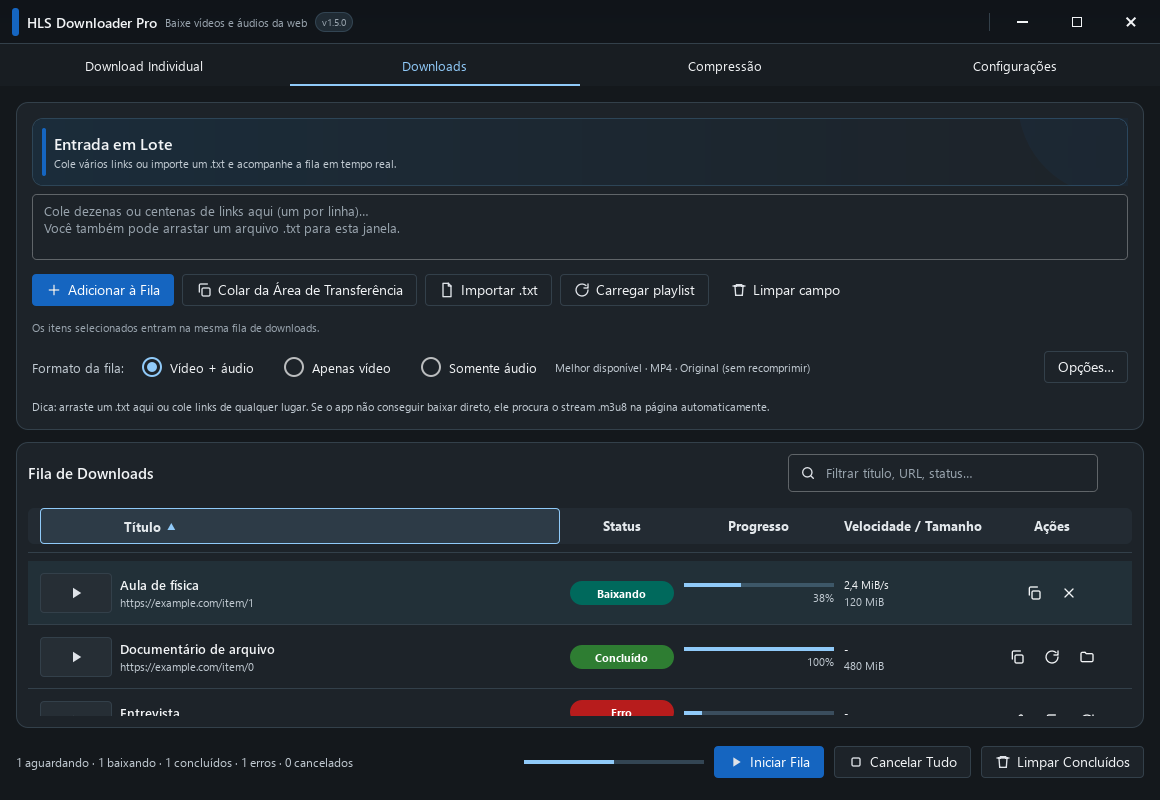 HLS Downloader Pro Baixe vídeos e áudios da web v1.5.0
Download Individual Downloads Compressão Configurações
Entrada em Lote
Cole vários links ou importe um .txt e acompanhe a fila em tempo real.
Cole dezenas ou centenas de links aqui (um por linha)...
Você também pode arrastar um arquivo .txt para esta janela.
Adicionar à Fila Colar da Área de Transferência Importar .txt Carregar playlist Limpar campo
Os itens selecionados entram na mesma fila de downloads.
Formato da fila: Vídeo + áudio Apenas vídeo Somente áudio Melhor disponível · MP4 · Original (sem recomprimir) Opções...
Dica: arraste um .txt aqui ou cole links de qualquer lugar. Se o app não conseguir baixar direto, ele procura o stream .m3u8 na página automaticamente.
Fila de Downloads Filtrar título, URL, status...
Título Status Progresso Velocidade / Tamanho Ações
Aula de física Baixando 2,4 MiB/s
https://example.com/item/1 38% 120 MiB
Documentário de arquivo Concluído -
https://example.com/item/0 100% 480 MiB
Entrevista Erro -
1 aguardando · 1 baixando · 1 concluídos · 1 erros · 0 cancelados Iniciar Fila Cancelar Tudo Limpar Concluídos